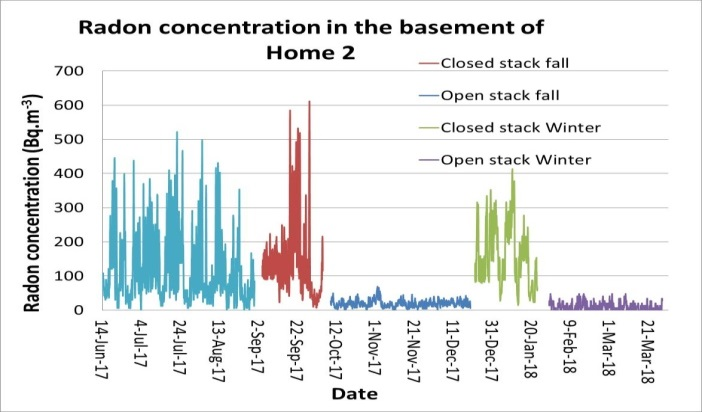 Radon concentration in the basement of
Home 2
Closed stack fall
Open stack fall
Closed stack Winter
Open stack Winter
Radon concentration (Bq.m-3)
700
600
500
400
300
200
100
0
14-Jun-17
4-Jul-17
24-Jul-17
13-Aug-17
2-Sep-17
22-Sep-17
12-Oct-17
1-Nov-17
21-Nov-17
11-Dec-17
31-Dec-17
20-Jan-18
9-Feb-18
1-Mar-18
21-Mar-18
Date